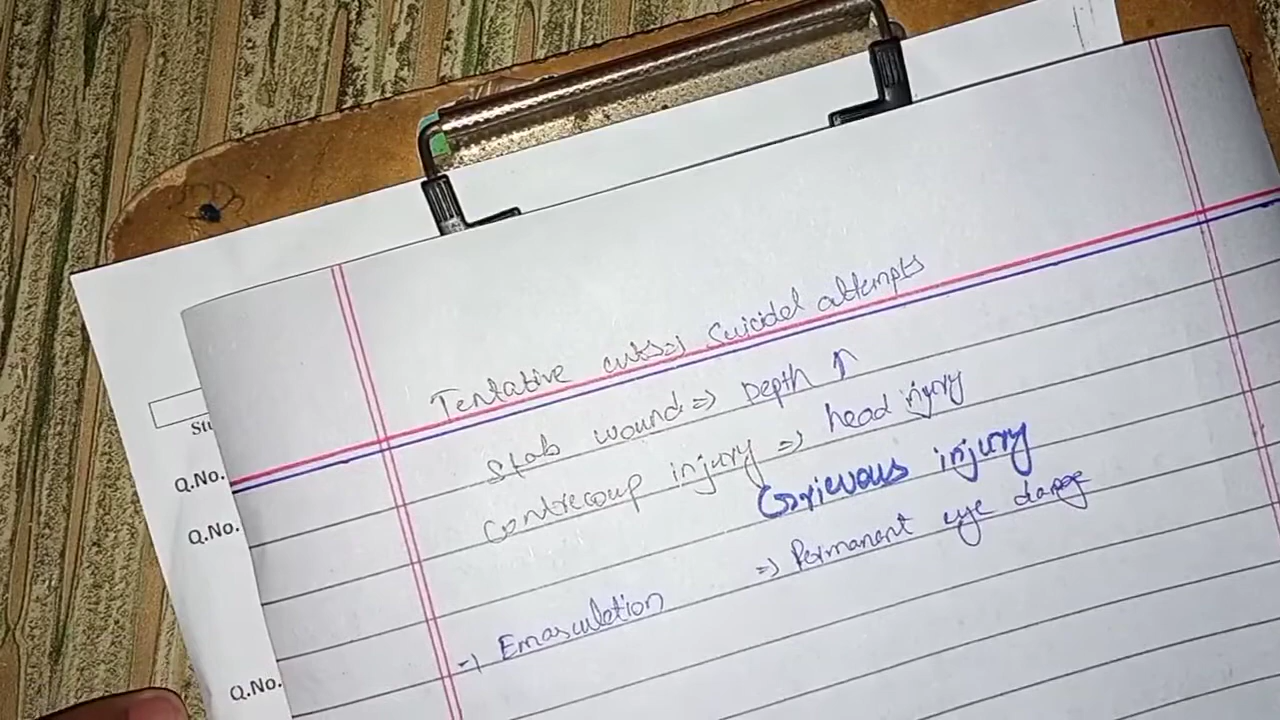 Tentative cuts => Suicidal attempts
Stab wound => Depth ↑
Contrecoup injury => head injury
Grievous injury
=> Permanent eye damage
-> Emasculation
Q.No.
Q.No.
Q.No.